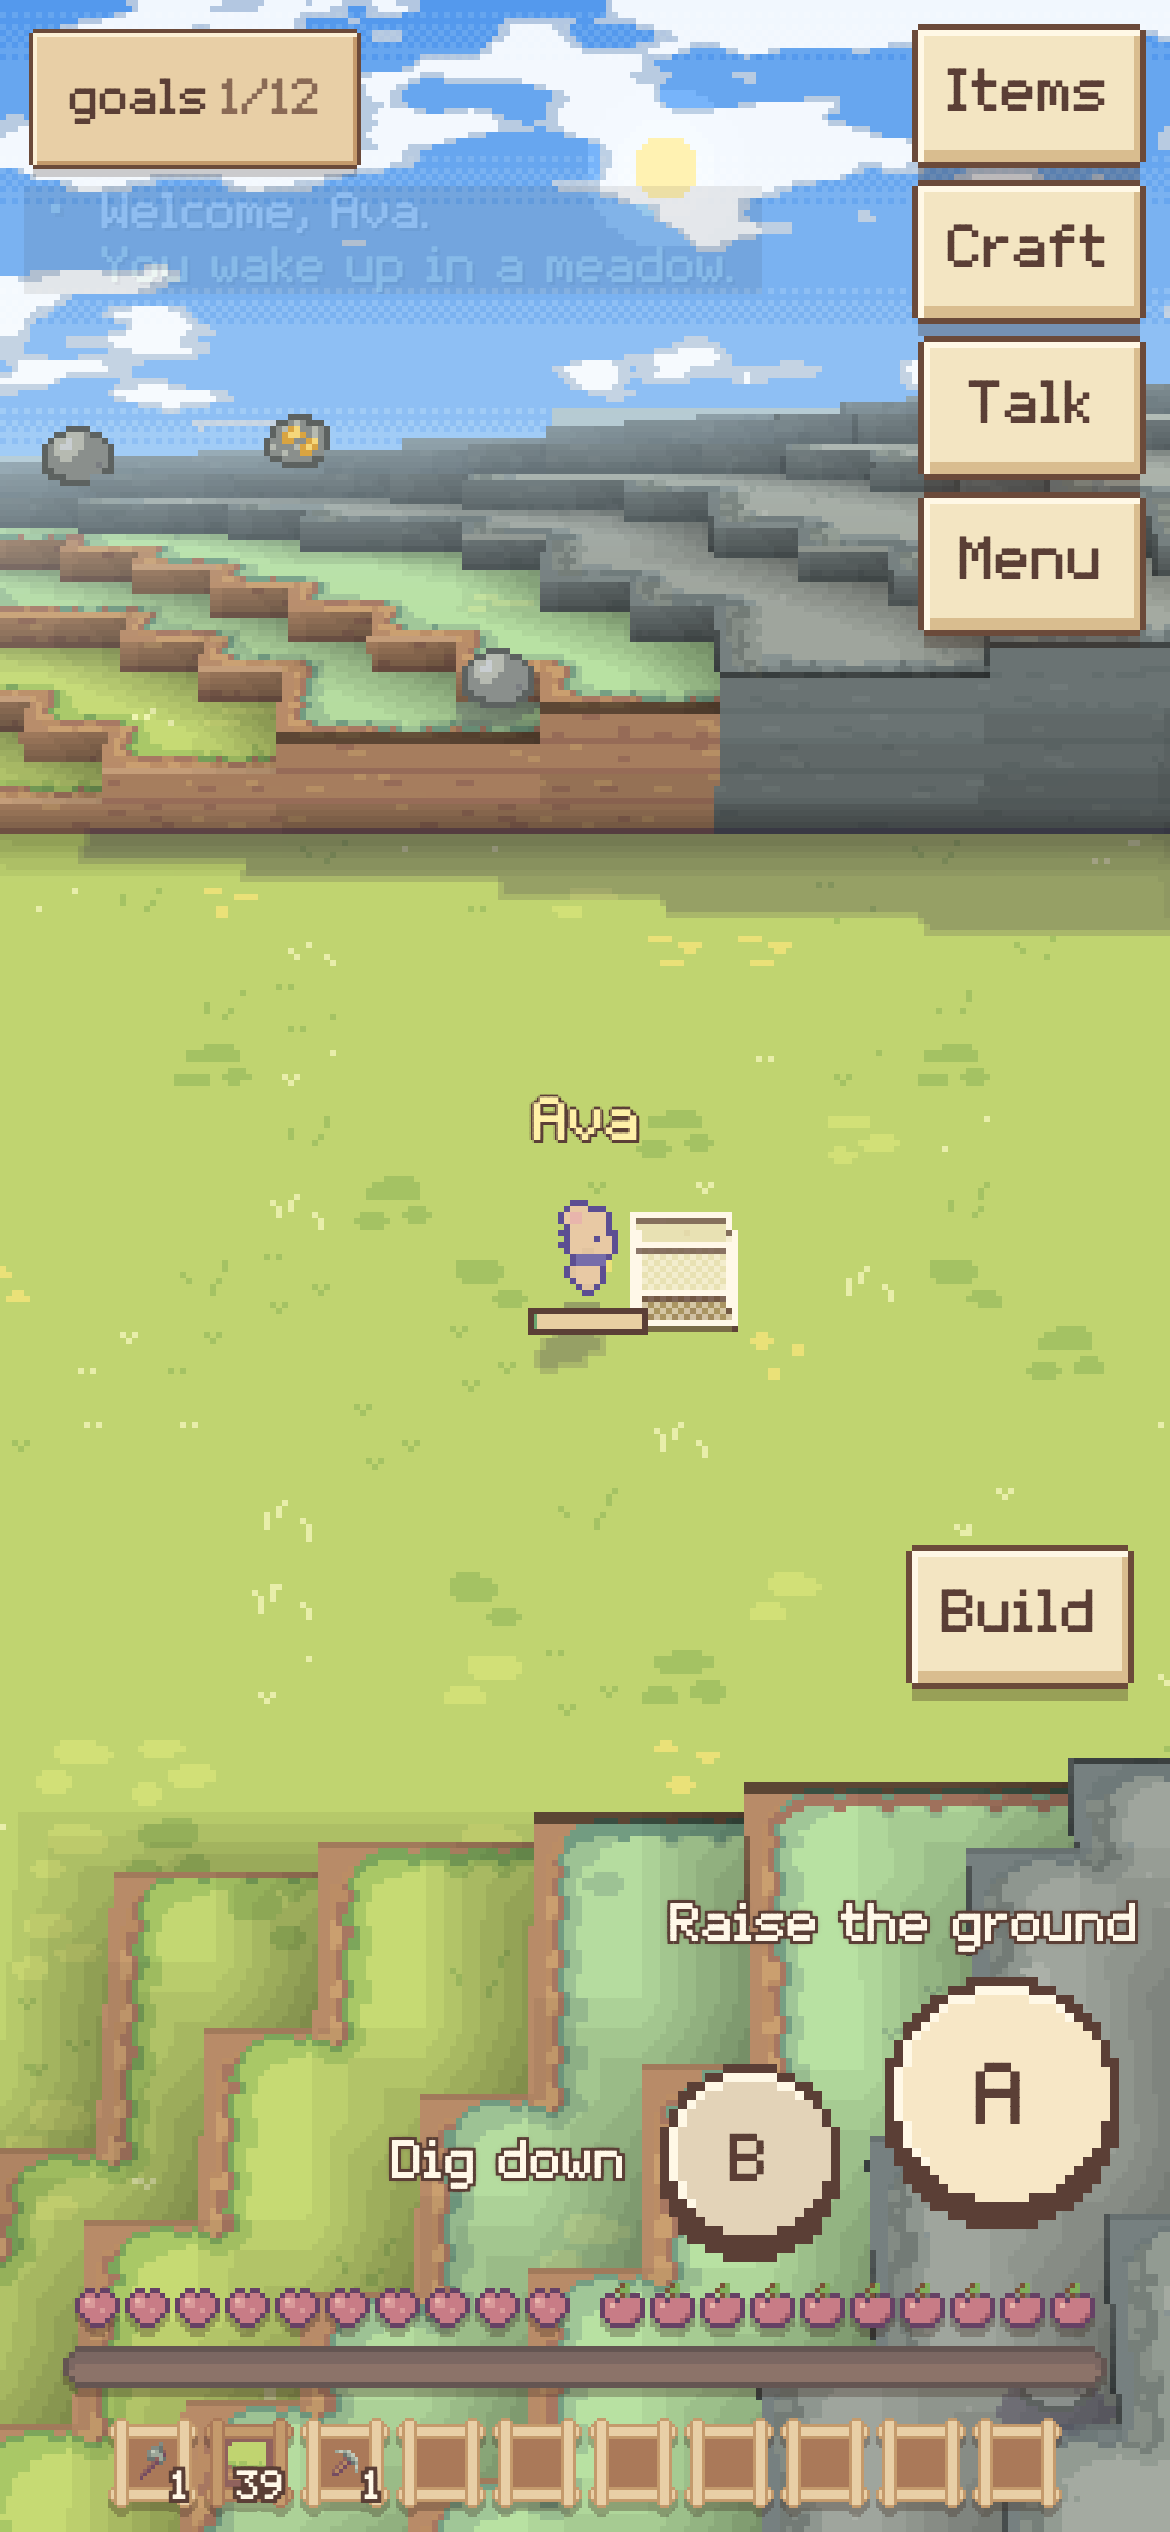 goals 1/12
Items
Welcome, Ava.
You wake up in a meadow.
Craft
Talk
Menu
Ava
Build
Raise the ground
A
Dig down
B
1
39
1